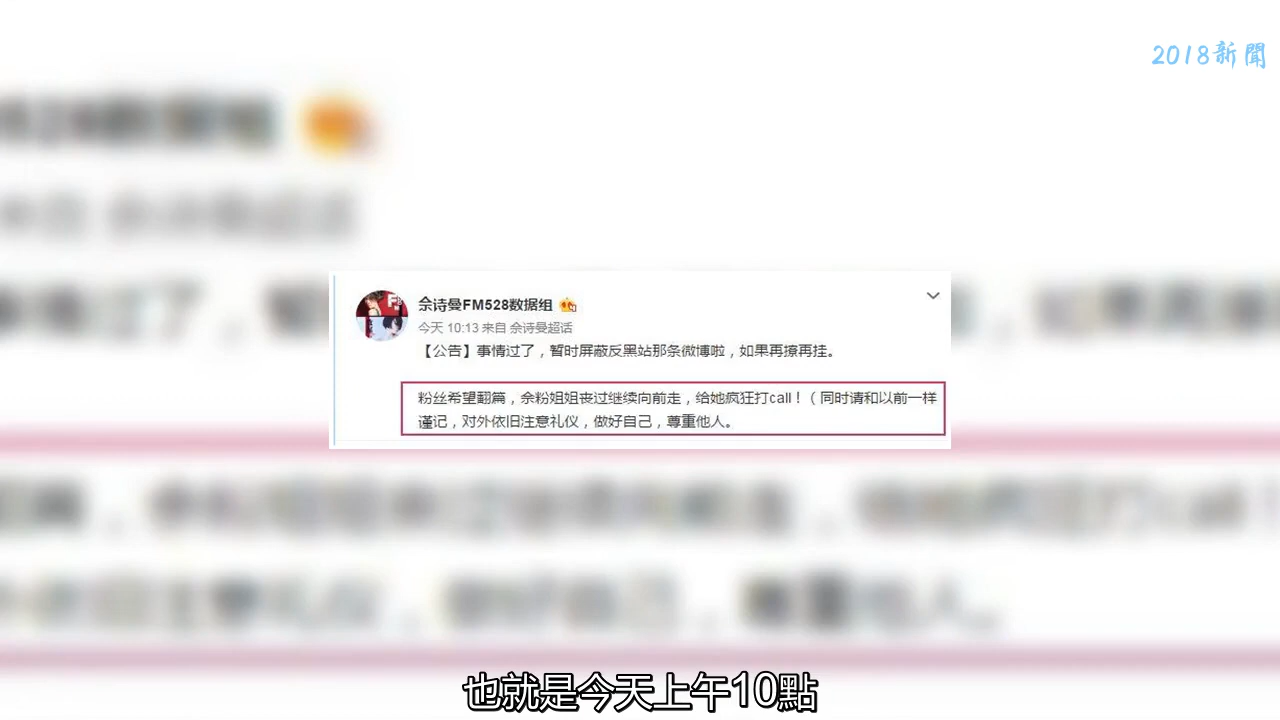 2018新聞
佘诗曼FM528数据组
今天 10:13 来自 佘诗曼超话
【公告】事情过了，暂时屏蔽反黑站那条微博啦，如果再撩再挂。
粉丝希望翻篇，佘粉姐姐丧过继续向前走，给她疯狂打call！（同时请和以前一样
谨记，对外依旧注意礼仪，做好自己，尊重他人。
也就是今天上午10點